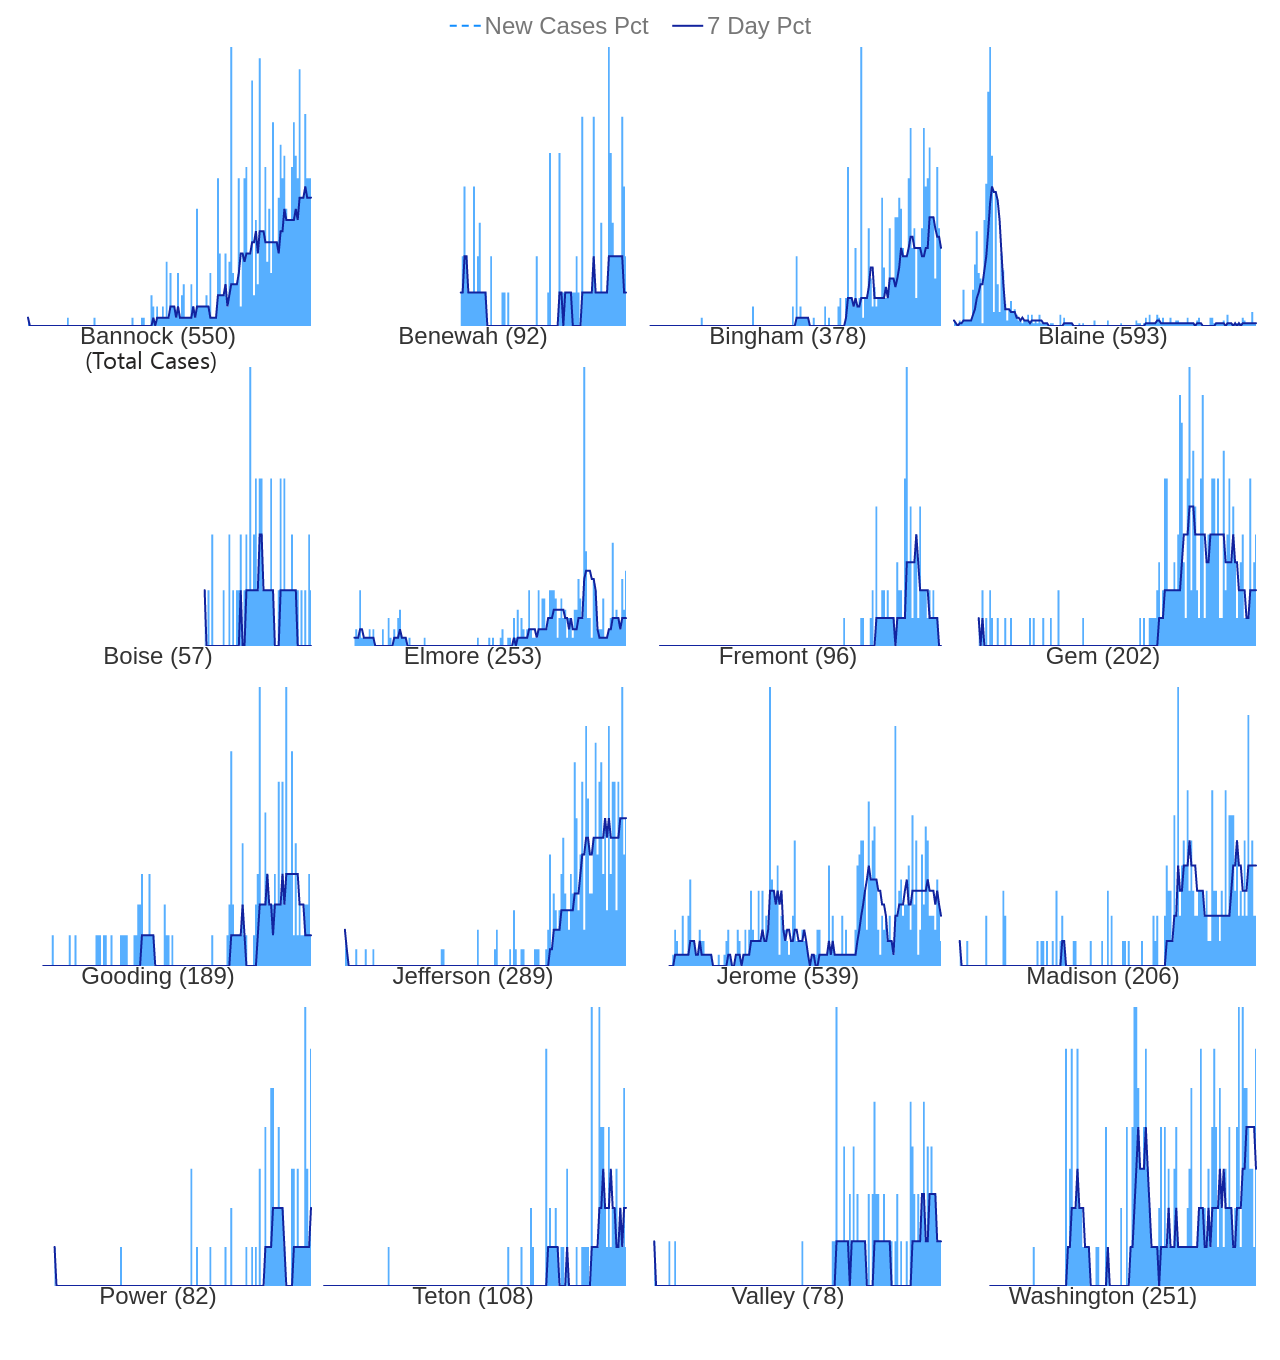 New Cases Pct 7 Day Pct
Bannock (550) Benewah (92) Bingham (378) Blaine (593)
(Total Cases)
Boise (57) Elmore (253) Fremont (96) Gem (202)
Gooding (189) Jefferson (289) Jerome (539) Madison (206)
Power (82) Teton (108) Valley (78) Washington (251)